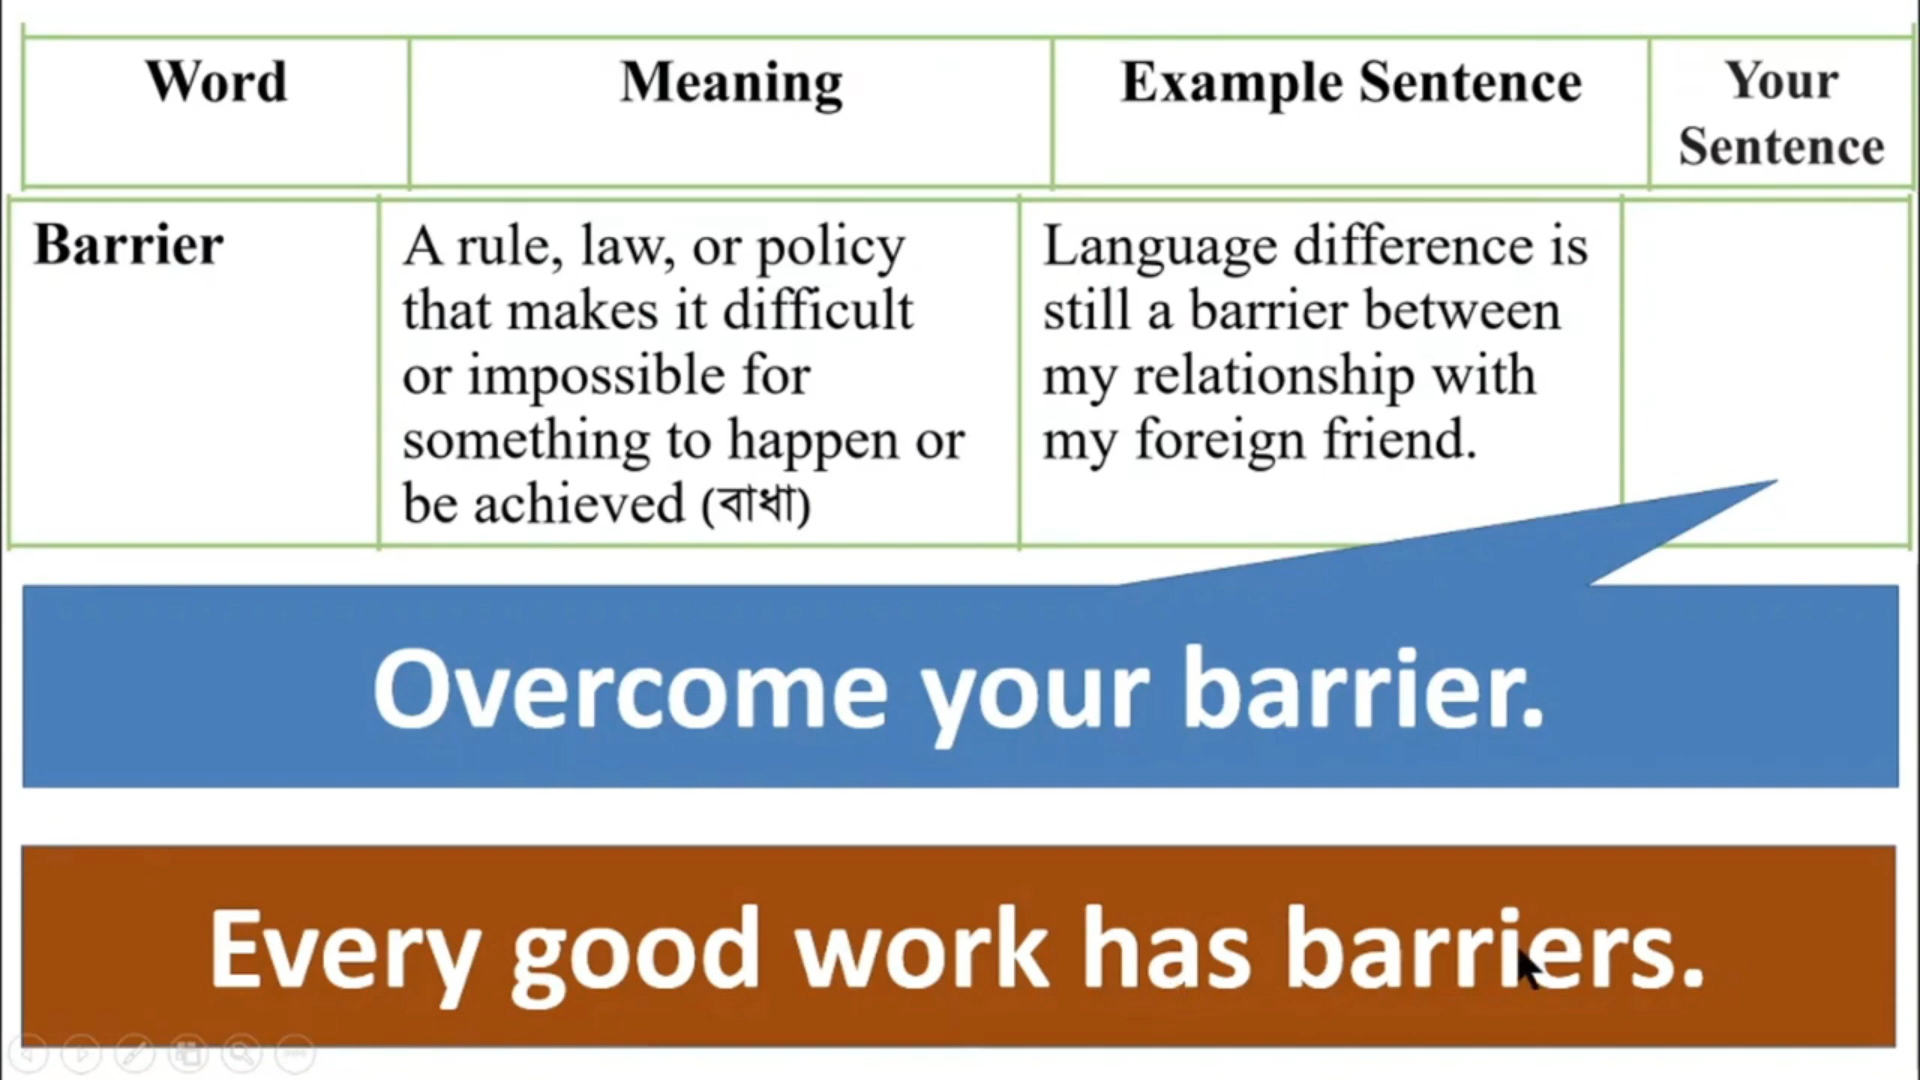 Word
Meaning
Example Sentence
Your
Sentence
Barrier
A rule, law, or policy
that makes it difficult
or impossible for
something to happen or
be achieved (বাধা)
Language difference is
still a barrier between
my relationship with
my foreign friend.
Overcome your barrier.
Every good work has barriers.